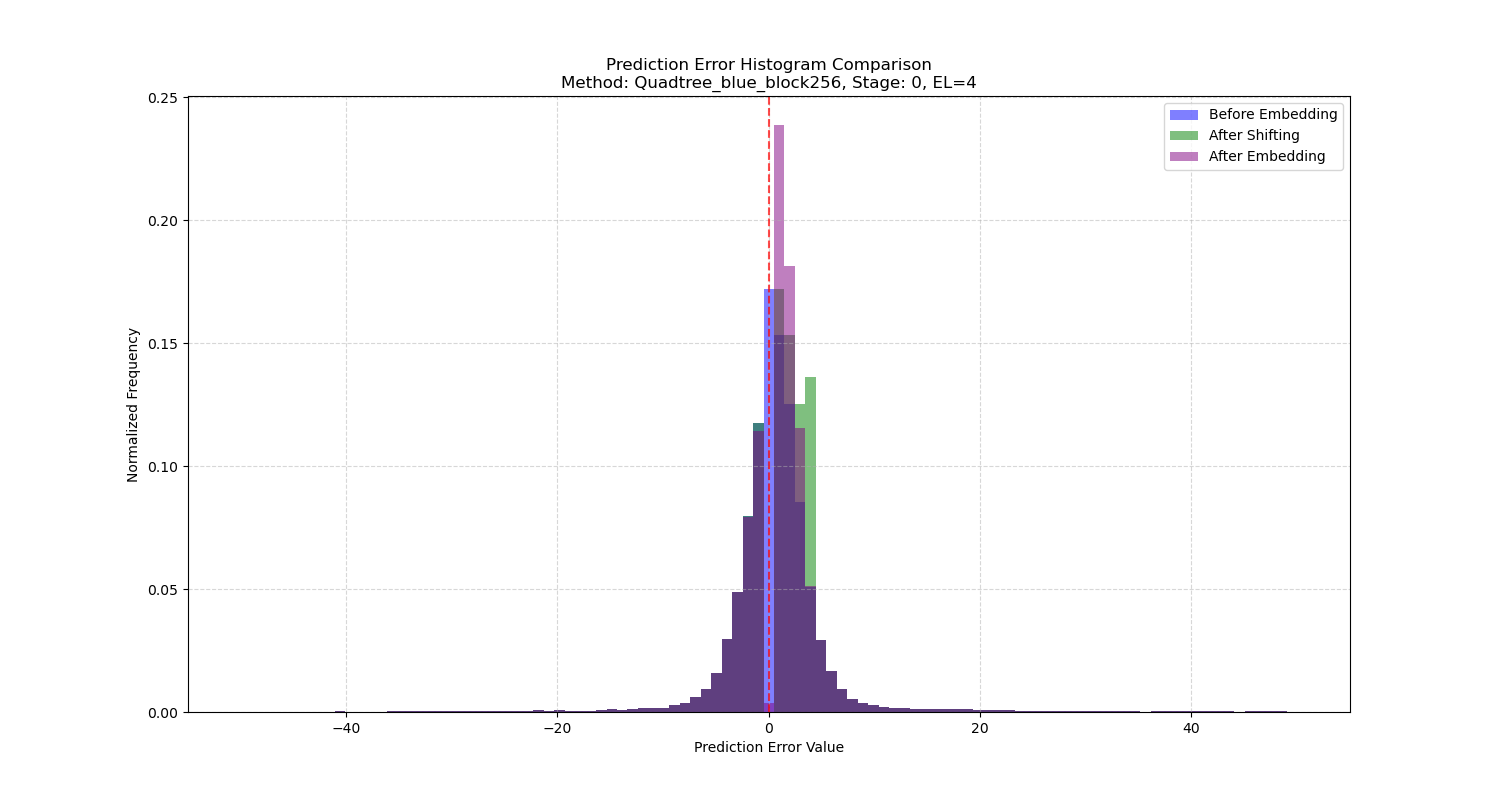 Prediction Error Histogram Comparison
Method: Quadtree_blue_block256, Stage: 0, EL=4
Before Embedding
After Shifting
After Embedding
Normalized Frequency
0.25
0.20
0.15
0.10
0.05
0.00
−40
−20
0
20
40
Prediction Error Value